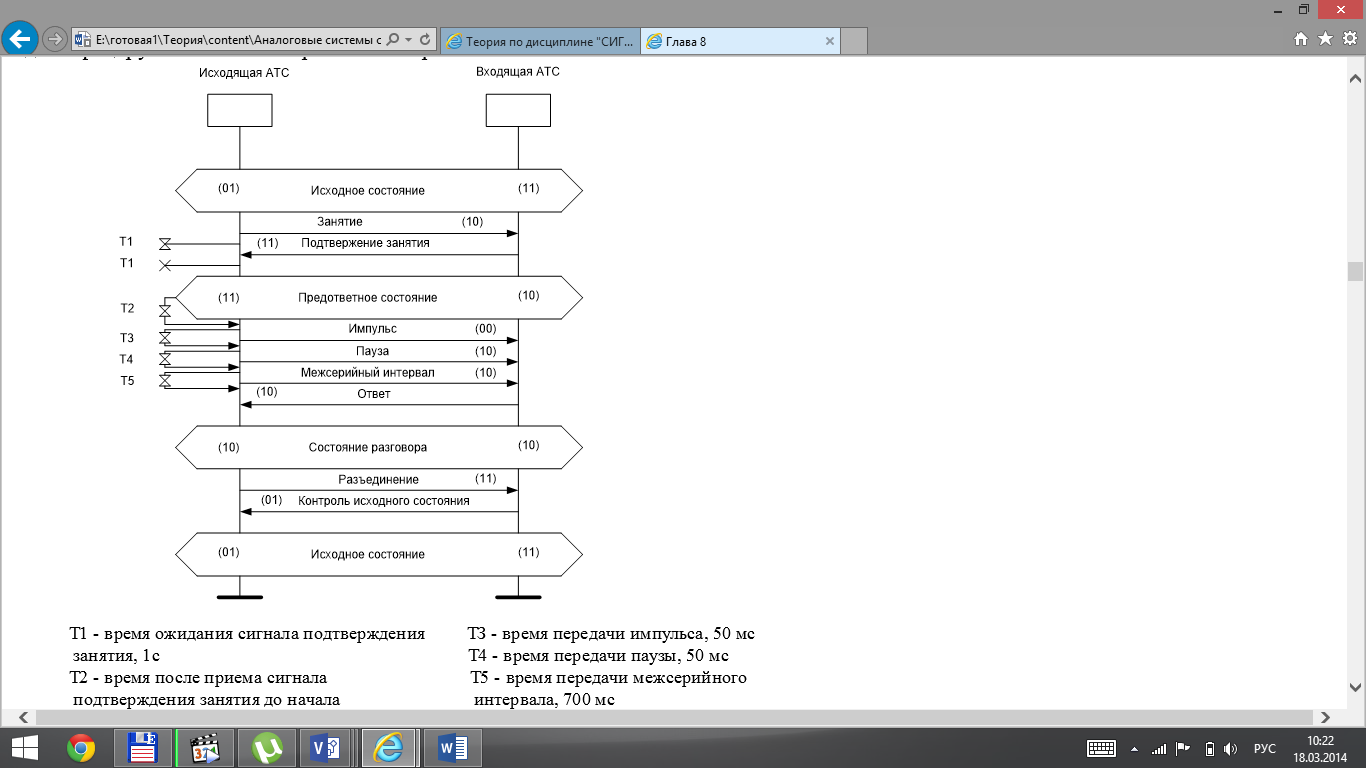 E:\готовая1\Теория\content\Аналоговые системы с
Теория по дисциплине "СИГ...
Глава 8
Исходящая АТС
Входящая АТС
(01) Исходное состояние (11)
Занятие (10)
T1 (11) Подтвержение занятия
T1
(11) Предответное состояние (10)
T2
Импульс (00)
T3
Пауза (10)
T4
Межсерийный интервал (10)
T5 (10) Ответ
(10) Состояние разговора (10)
Разъединение (11)
(01) Контроль исходного состояния
(01) Исходное состояние (11)
T1 - время ожидания сигнала подтверждения
занятия, 1с
T2 - время после приема сигнала
подтверждения занятия до начала
T3 - время передачи импульса, 50 мс
T4 - время передачи паузы, 50 мс
T5 - время передачи межсерийного
интервала, 700 мс
РУС
10:22
18.03.2014